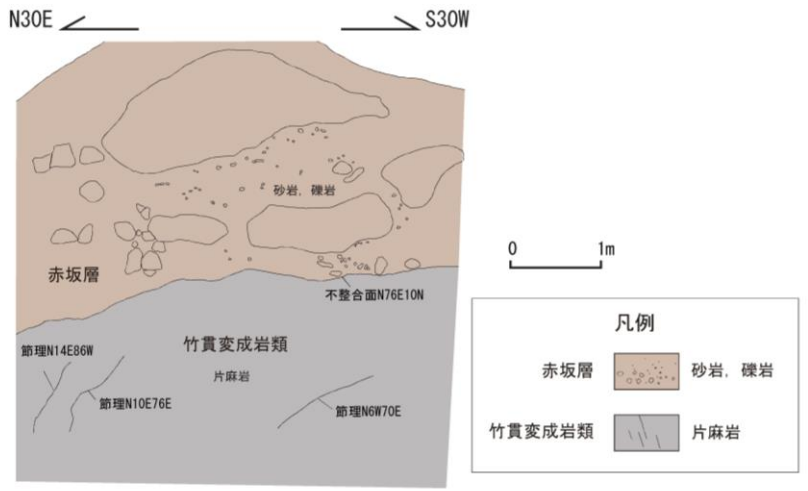 N30E
S30W
砂岩，礫岩
赤坂層
不整合面N76E10N
竹貫変成岩類
片麻岩
節理N14E86W
節理N10E76E
節理N6W70E
0 1m
凡例
赤坂層 砂岩，礫岩
竹貫変成岩類 片麻岩